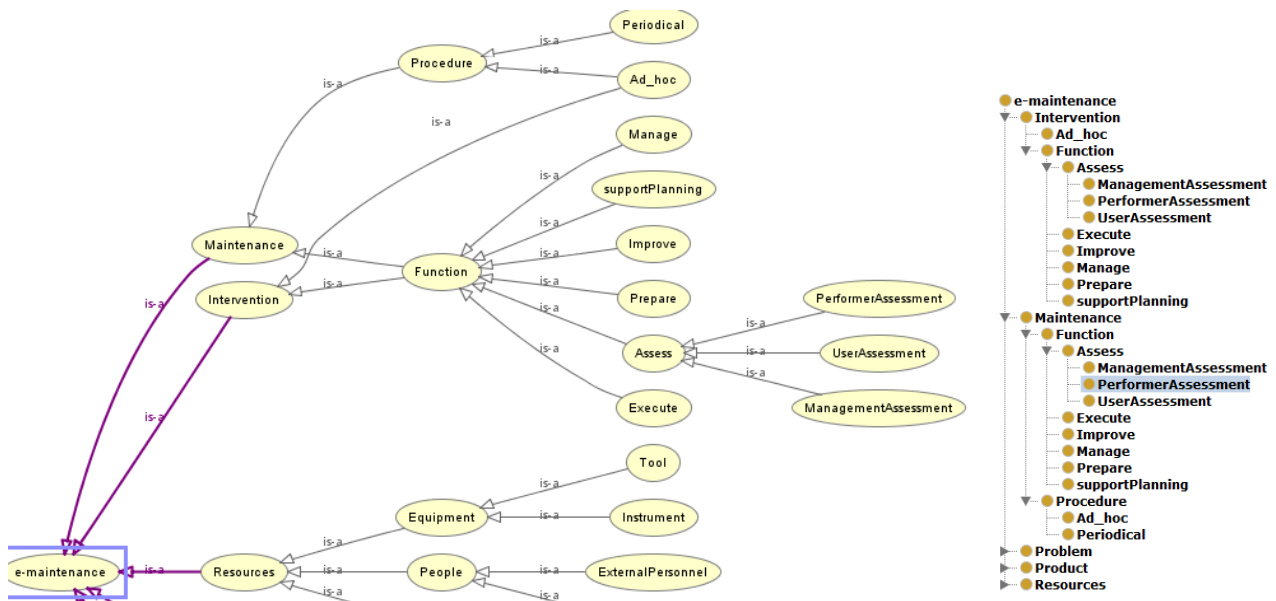 Periodical
is-a
Procedure
is-a
Ad_hoc
is-a
is-a
Manage
is-a
supportPlanning
is-a
Maintenance
is-a
Improve
is-a
Function
is-a
Intervention
is-a
Prepare
is-a
PerformerAssessment
is-a
is-a
Assess
is-a
UserAssessment
is-a
is-a
Execute
ManagementAssessment
is-a
Tool
is-a
Equipment
is-a
Instrument
is-a
e-maintenance
is-a
Resources
is-a
People
is-a
ExternalPersonnel
is-a
is-a
e-maintenance
Intervention
Ad_hoc
Function
Assess
ManagementAssessment
PerformerAssessment
UserAssessment
Execute
Improve
Manage
Prepare
supportPlanning
Maintenance
Function
Assess
ManagementAssessment
PerformerAssessment
UserAssessment
Execute
Improve
Manage
Prepare
supportPlanning
Procedure
Ad_hoc
Periodical
Problem
Product
Resources